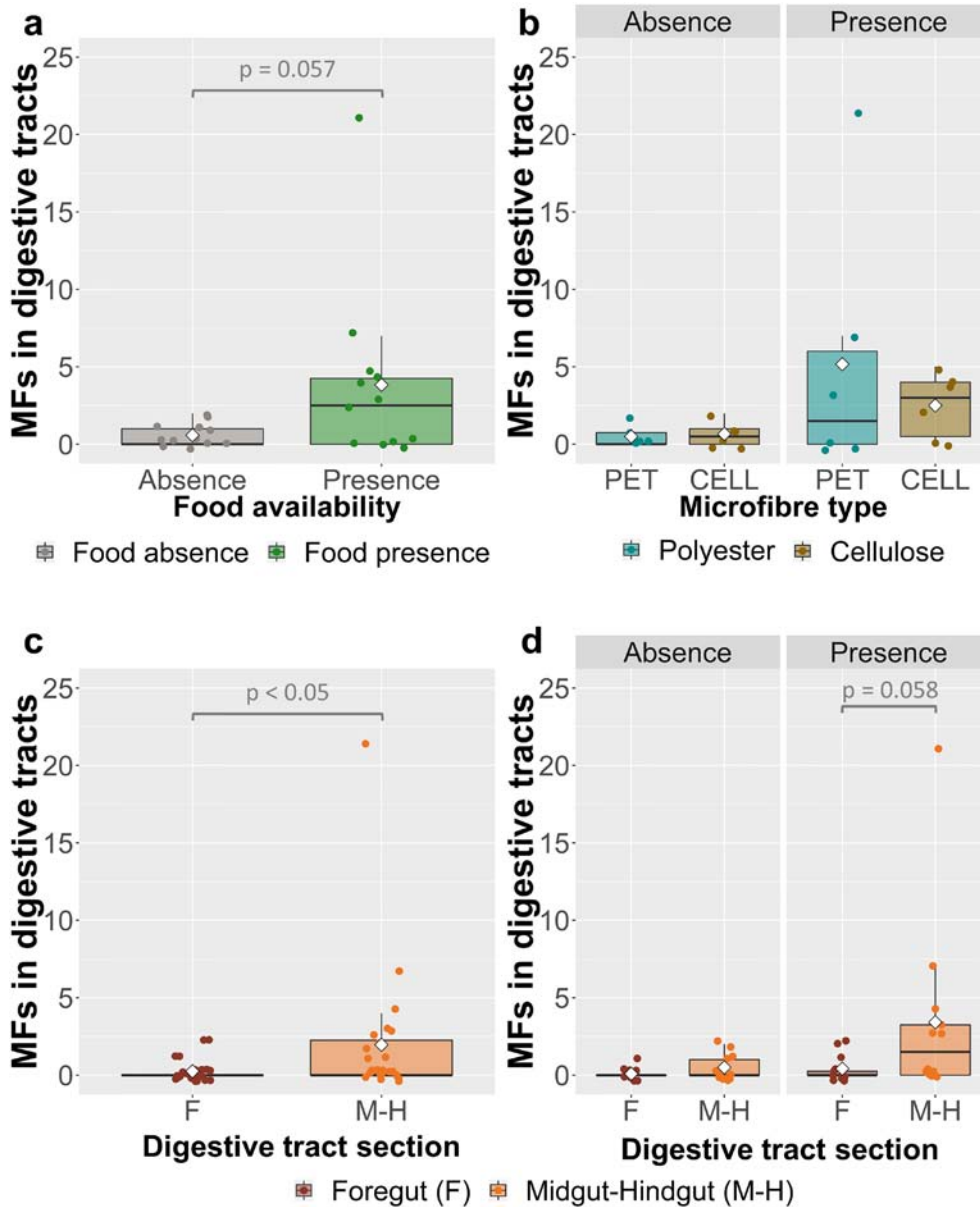 a
MFs in digestive tracts
25
20
15
10
5
0
p = 0.057
Absence Presence
Food availability
Food absence Food presence
b
Absence Presence
MFs in digestive tracts
25
20
15
10
5
0
PET CELL PET CELL
Microfibre type
Polyester Cellulose
c
MFs in digestive tracts
25
20
15
10
5
0
p < 0.05
F M-H
Digestive tract section
d
Absence Presence
MFs in digestive tracts
25
20
15
10
5
0
p = 0.058
F M-H F M-H
Digestive tract section
Foregut (F) Midgut-Hindgut (M-H)